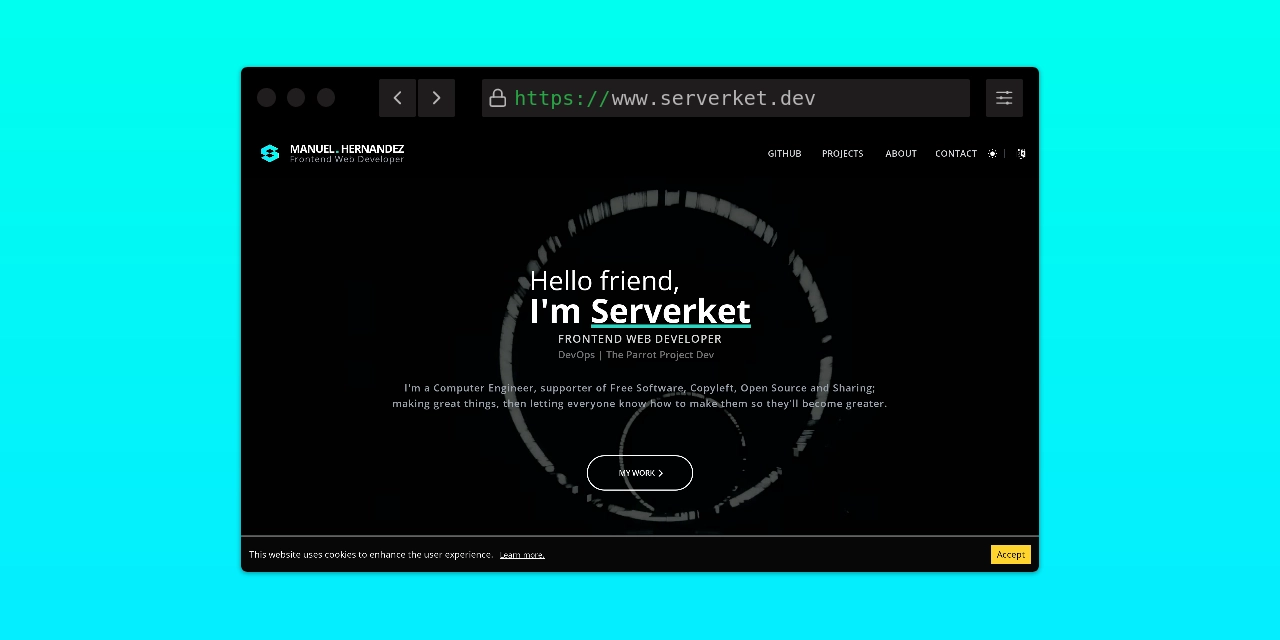 https://www.serverket.dev
MANUEL.HERNANDEZ
Frontend Web Developer
GITHUB PROJECTS ABOUT CONTACT
Hello friend,
I'm Serverket
FRONTEND WEB DEVELOPER
DevOps | The Parrot Project Dev
I'm a Computer Engineer, supporter of Free Software, Copyleft, Open Source and Sharing;
making great things, then letting everyone know how to make them so they'll become greater.
MY WORK
This website uses cookies to enhance the user experience. Learn more.
Accept